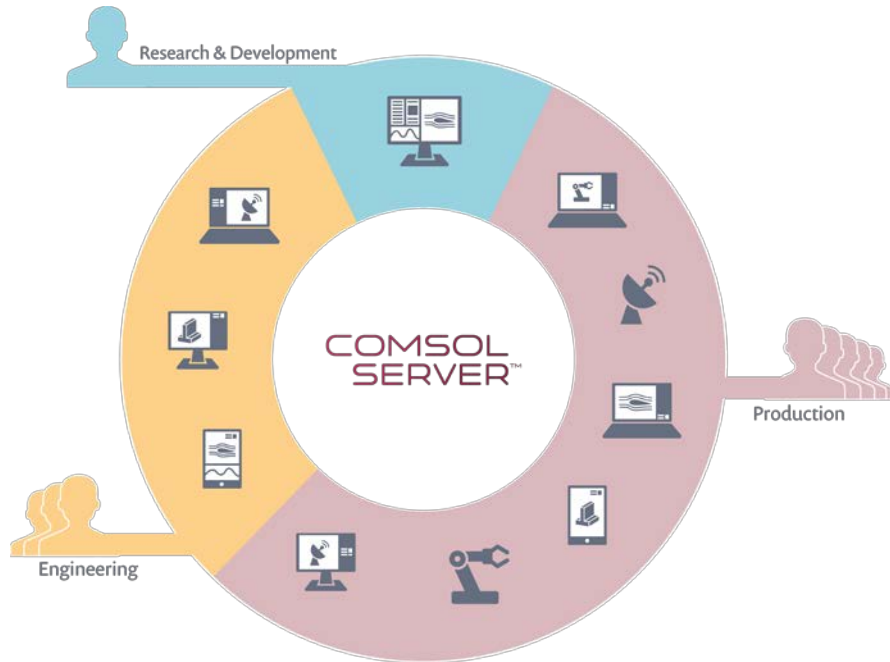 Research & Development
COMSOL
SERVER™
Production
Engineering